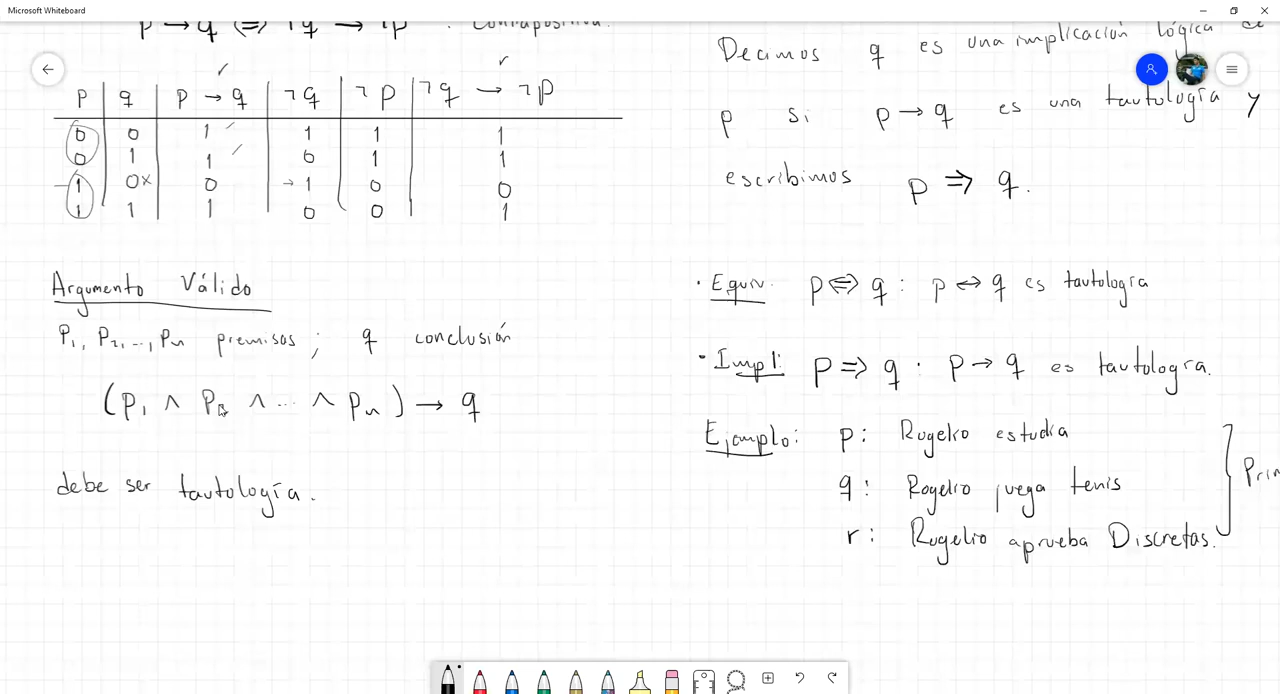 Microsoft Whiteboard
p → q ⟺ ¬q → ¬p : Contrapositiva.
p q p → q ¬q ¬p ¬q → ¬p
0 0 1 1 1 1
0 1 1 0 1 1
1 0x 0 → 1 0 0
1 1 1 0 0 1
Argumento Válido
P₁, P₂, ..., Pₙ premisas ; q conclusión
(P₁ ∧ P₂ ∧ ... ∧ Pₙ) → q
debe ser tautología.
Decimos q es una implicación lógica de
p si p → q es una tautología y
escribimos p ⇒ q.
· Equiv. p ⇔ q : p ↔ q es tautología
· Impl: p ⇒ q : p → q es tautología.
Ejemplo: p: Rogelio estudia
q: Rogelio juega tenis
r: Rogelio aprueba Discretas.
Prim